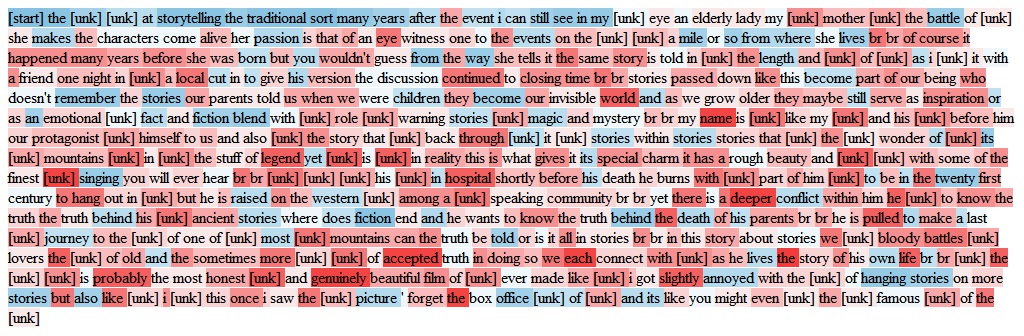 [start] the [unk] [unk] at storytelling the traditional sort many years after the event i can still see in my [unk] eye an elderly lady my [unk] mother [unk] the battle of [unk]
she makes the characters come alive her passion is that of an eye witness one to the events on the [unk] [unk] a mile or so from where she lives br br of course it
happened many years before she was born but you wouldn't guess from the way she tells it the same story is told in [unk] the length and [unk] of [unk] as i [unk] it with
a friend one night in [unk] a local cut in to give his version the discussion continued to closing time br br stories passed down like this become part of our being who
doesn't remember the stories our parents told us when we were children they become our invisible world and as we grow older they maybe still serve as inspiration or
as an emotional [unk] fact and fiction blend with [unk] role [unk] warning stories [unk] magic and mystery br br my name is [unk] like my [unk] and his [unk] before him
our protagonist [unk] himself to us and also [unk] the story that [unk] back through [unk] it [unk] stories within stories stories that [unk] the [unk] wonder of [unk] its
[unk] mountains [unk] in [unk] the stuff of legend yet [unk] is [unk] in reality this is what gives it its special charm it has a rough beauty and [unk] [unk] with some of the
finest [unk] singing you will ever hear br br [unk] [unk] [unk] his [unk] in hospital shortly before his death he burns with [unk] part of him [unk] to be in the twenty first
century to hang out in [unk] but he is raised on the western [unk] among a [unk] speaking community br br yet there is a deeper conflict within him he [unk] to know the
truth the truth behind his [unk] ancient stories where does fiction end and he wants to know the truth behind the death of his parents br br he is pulled to make a last
[unk] journey to the [unk] of one of [unk] most [unk] mountains can the truth be told or is it all in stories br br in this story about stories we [unk] bloody battles [unk]
lovers the [unk] of old and the sometimes more [unk] [unk] of accepted truth in doing so we each connect with [unk] as he lives the story of his own life br br [unk] the
[unk] [unk] is probably the most honest [unk] and genuinely beautiful film of [unk] ever made like [unk] i got slightly annoyed with the [unk] of hanging stories on more
stories but also like [unk] i [unk] this once i saw the [unk] picture ' forget the box office [unk] of [unk] and its like you might even [unk] the [unk] famous [unk] of the
[unk]